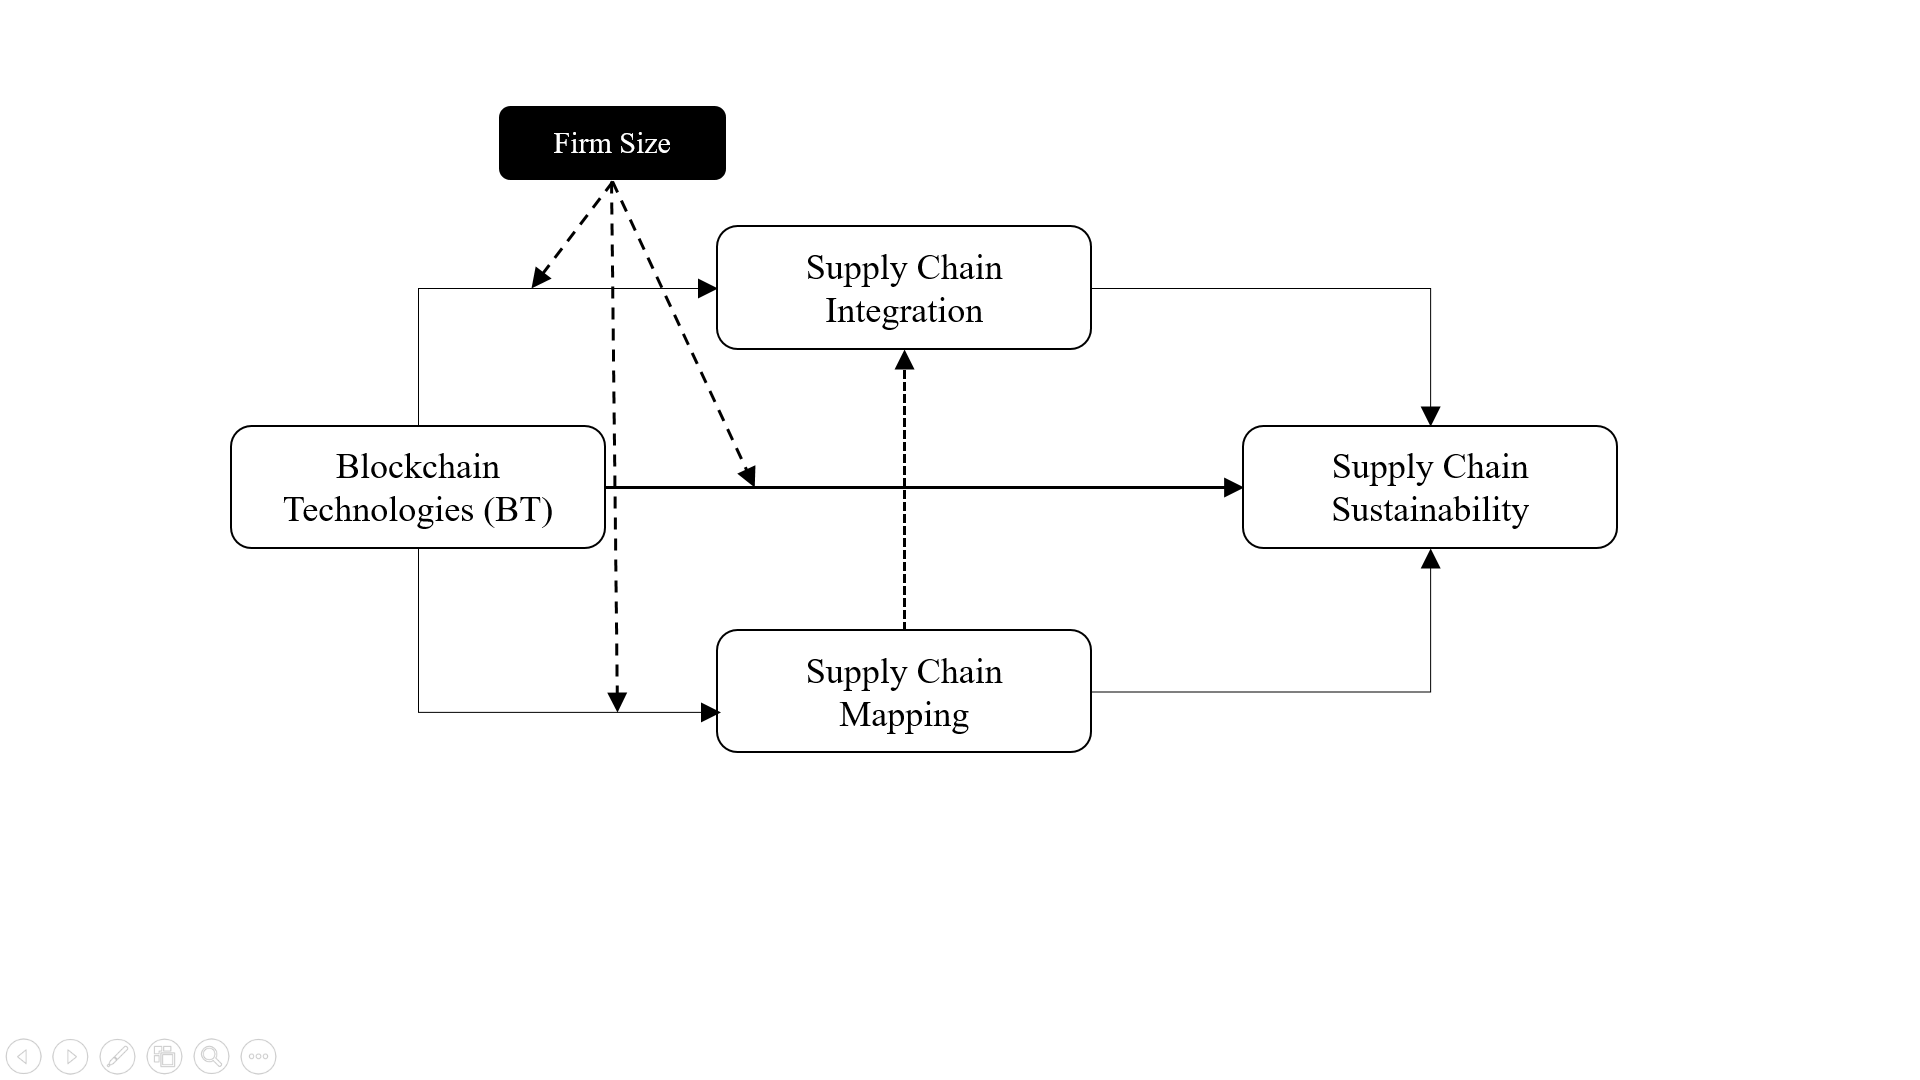 Firm Size
Supply Chain
Integration
Blockchain
Technologies (BT)
Supply Chain
Sustainability
Supply Chain
Mapping